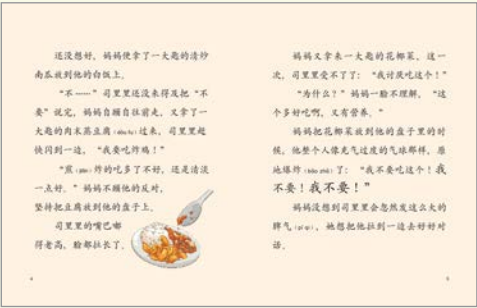 还没想好，妈妈便拿了一大匙的清炒
南瓜放到他的白饭上。
“不……”司里里还没来得及把“不
要”说完，妈妈自顾自往前走，又拿了一
大匙的肉末蒸豆腐（dòu fu）过来，司里里赶
快闪到一边，“我要吃炸鸡！”
“煎（jiān）炸的吃多了不好，还是清淡
一点好。”妈妈不顾他的反对，
坚持把豆腐放到他的盘子上。
司里里的嘴巴嘟
得老高，脸都拉长了。
4
妈妈又拿来一大匙的花椰菜，这一
次，司里里受不了了：“我讨厌吃这个！”
“为什么？”妈妈一脸不理解，“这
个多好吃啊，又有营养。”
妈妈把花椰菜放到他的盘子里的时
候，他整个人像充气过度的气球那样，原
地爆炸（bào zhà）了：“我不要吃这个！我
不要！我不要！”
妈妈没想到司里里会忽然发这么大的
脾气（pí qi），她想把他拉到一边去好好对
话。
5